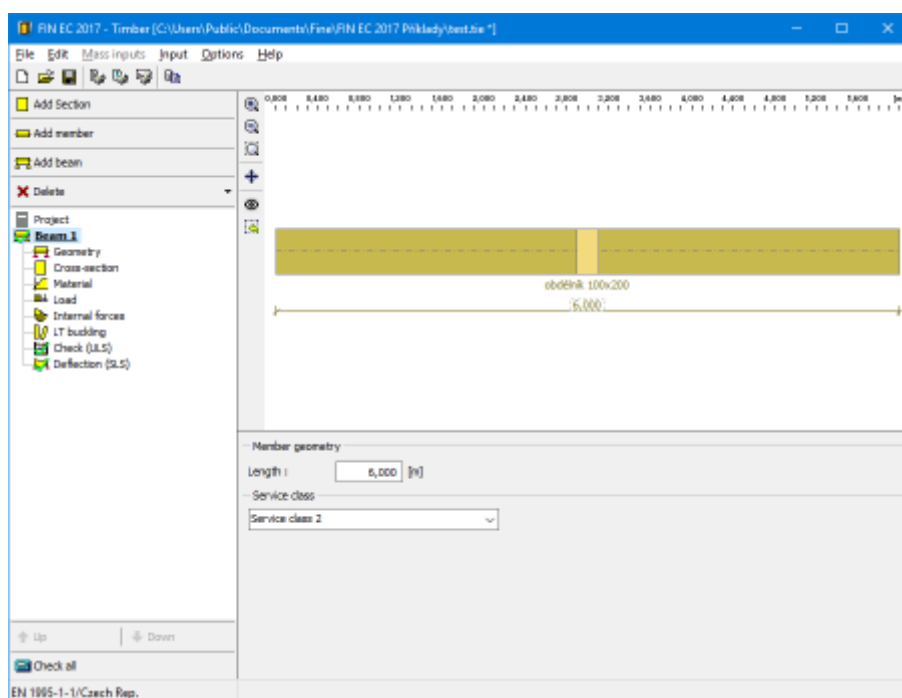 FIN EC 2017 - Timber [C:\Users\Public\Documents\Fine\FIN EC 2017 Příklady\test.tie *]
File Edit Mass inputs Input Options Help
Add Section
Add member
Add beam
Delete
Project
Beam 1
Geometry
Cross-section
Material
Load
Internal forces
LT buckling
Check (ULS)
Deflection (SLS)
Up Down
Check all
EN 1995-1-1/Czech Rep.
obdélník 100x200
6,000
Member geometry
Length : 6,000 [m]
Service class
Service class 2